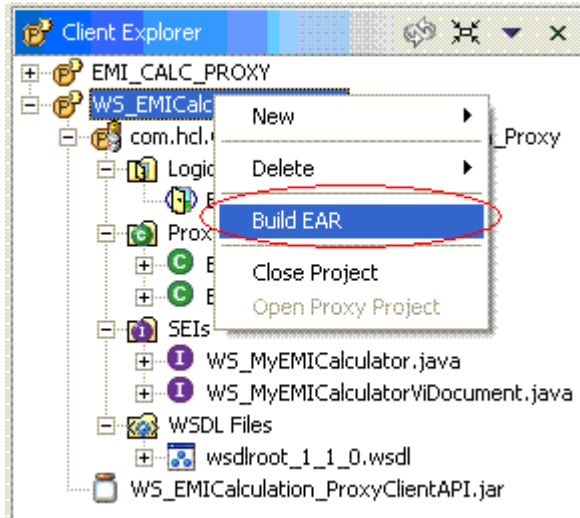 Client Explorer
EMI_CALC_PROXY
WS_EMICalc
New
com.hcl.
_Proxy
Logic
Delete
Build EAR
Prox
Close Project
Open Proxy Project
SEIs
WS_MyEMICalculator.java
WS_MyEMICalculatorViDocument.java
WSDL Files
wsdlroot_1_1_0.wsdl
WS_EMICalculation_ProxyClientAPI.jar